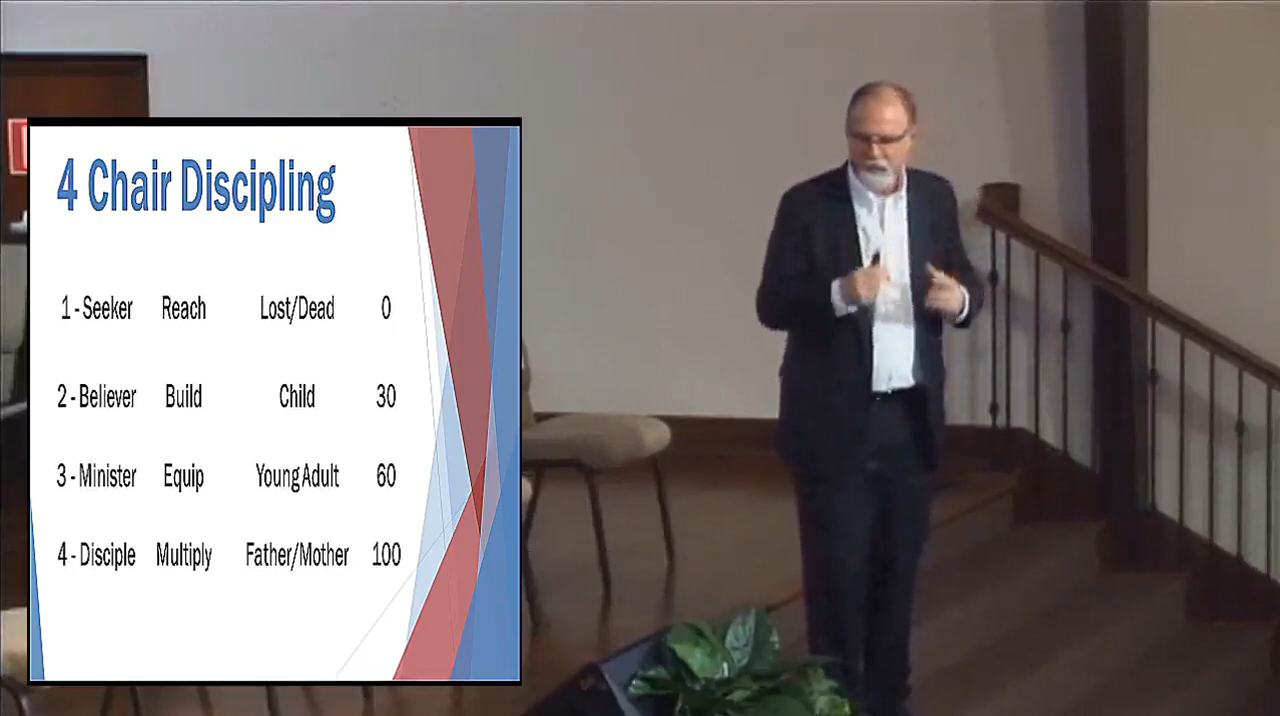 4 Chair Discipling
1 - Seeker Reach Lost/Dead 0
2 - Believer Build Child 30
3 - Minister Equip Young Adult 60
4 - Disciple Multiply Father/Mother 100